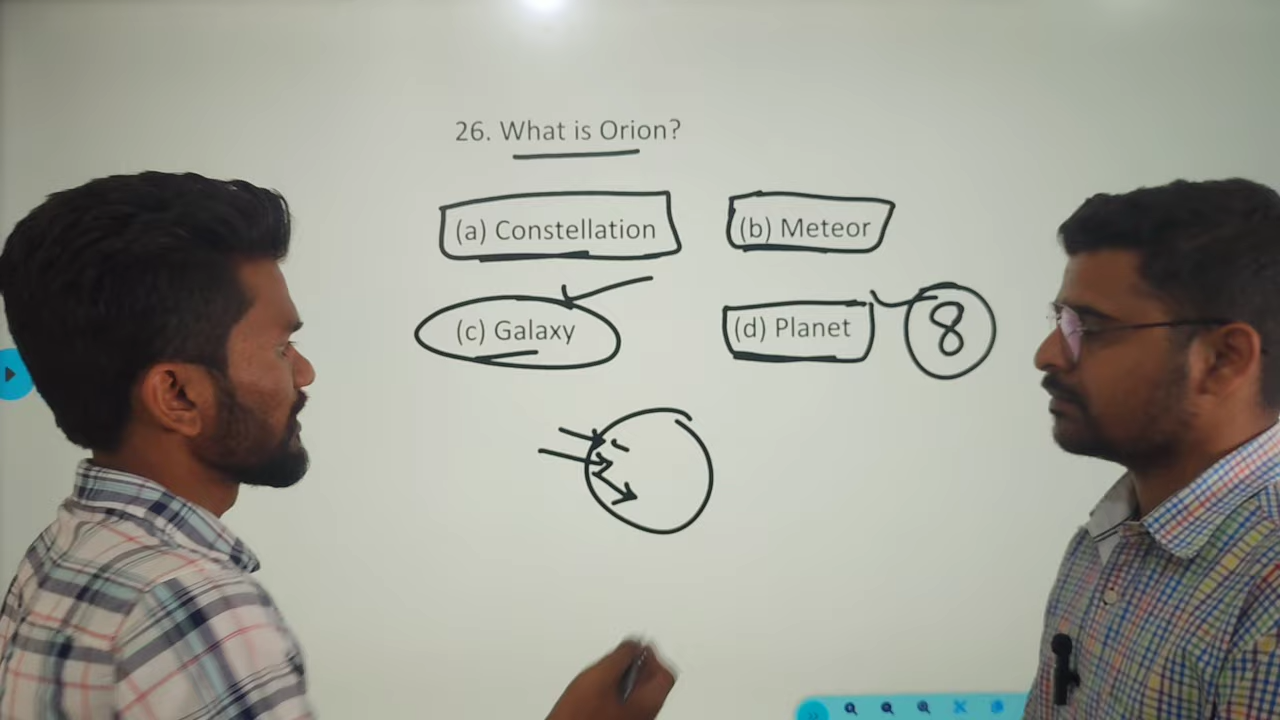 26. What is Orion?
(a) Constellation (b) Meteor
(c) Galaxy (d) Planet 8